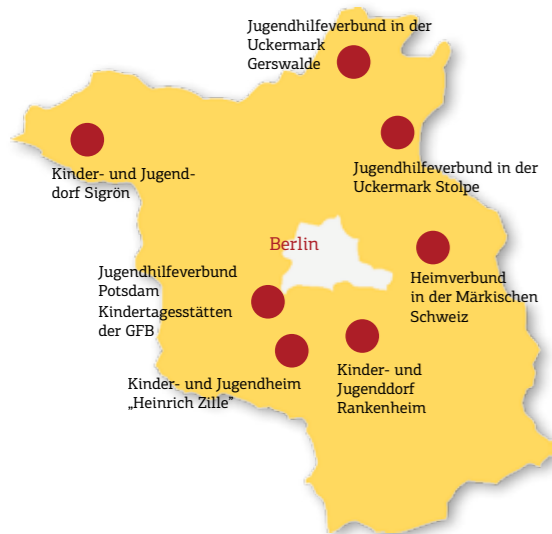 Jugendhilfeverbund in der
Uckermark
Gerswalde
Kinder- und Jugend-
dorf Sigrön
Jugendhilfeverbund in der
Uckermark Stolpe
Berlin
Jugendhilfeverbund
Potsdam
Kindertagesstätten
der GFB
Heimverbund
in der Märkischen
Schweiz
Kinder- und Jugendheim
„Heinrich Zille”
Kinder- und
Jugenddorf
Rankenheim